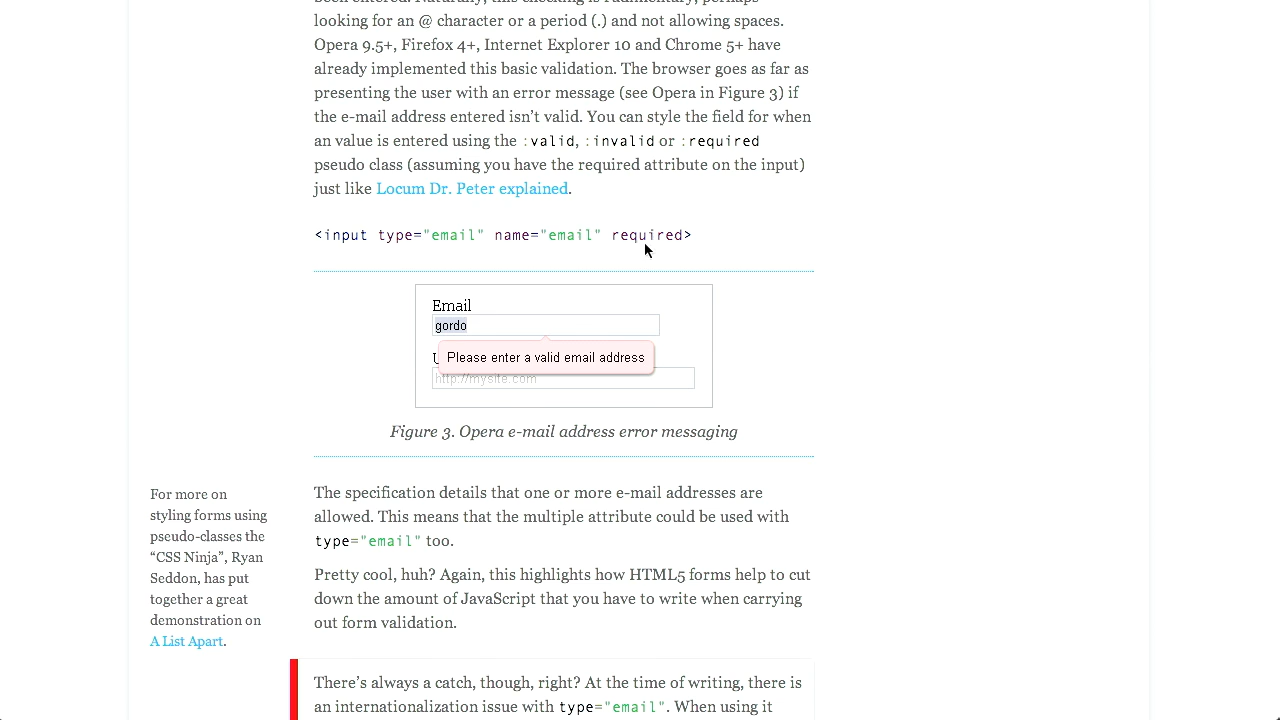 looking for an @ character or a period (.) and not allowing spaces.
Opera 9.5+, Firefox 4+, Internet Explorer 10 and Chrome 5+ have
already implemented this basic validation. The browser goes as far as
presenting the user with an error message (see Opera in Figure 3) if
the e-mail address entered isn’t valid. You can style the field for when
an value is entered using the :valid, :invalid or :required
pseudo class (assuming you have the required attribute on the input)
just like Locum Dr. Peter explained.
<input type="email" name="email" required>
Email
gordo
Please enter a valid email address
http://mysite.com
Figure 3. Opera e-mail address error messaging
For more on
styling forms using
pseudo-classes the
“CSS Ninja”, Ryan
Seddon, has put
together a great
demonstration on
A List Apart.
The specification details that one or more e-mail addresses are
allowed. This means that the multiple attribute could be used with
type="email" too.
Pretty cool, huh? Again, this highlights how HTML5 forms help to cut
down the amount of JavaScript that you have to write when carrying
out form validation.
There’s always a catch, though, right? At the time of writing, there is
an internationalization issue with type="email". When using it